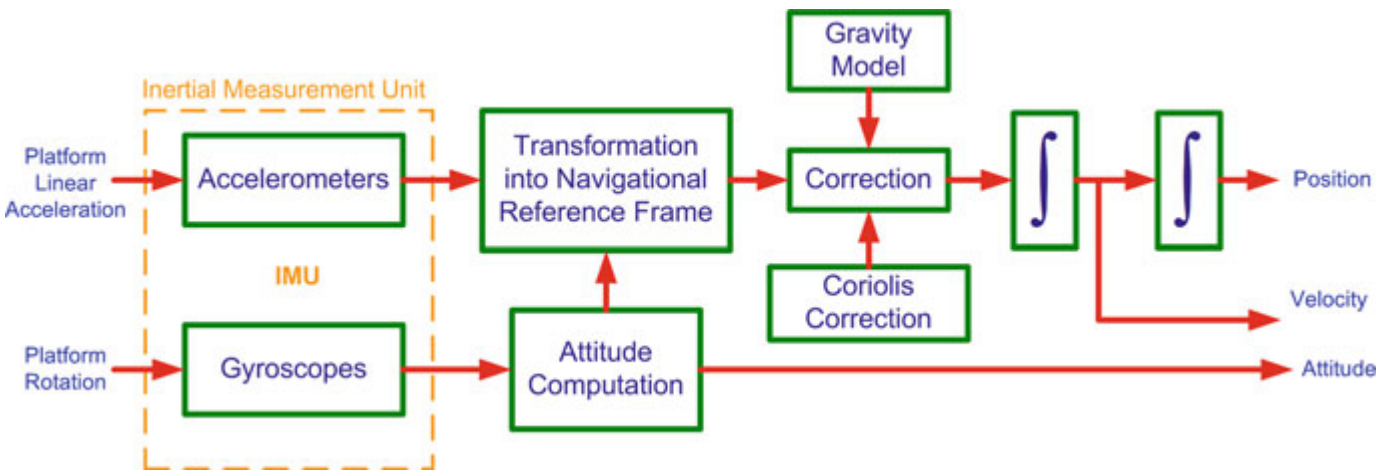 Gravity
Model
Inertial Measurement Unit
Platform
Linear
Acceleration
Accelerometers
Transformation
into Navigational
Reference Frame
Correction
∫
∫
Position
IMU
Coriolis
Correction
Velocity
Platform
Rotation
Gyroscopes
Attitude
Computation
Attitude